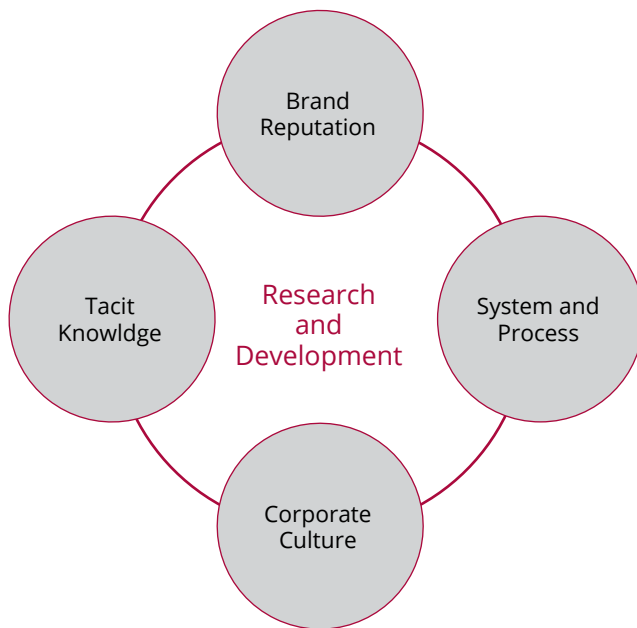 Brand
Reputation
Tacit
Knowldge
Research
and
Development
System and
Process
Corporate
Culture